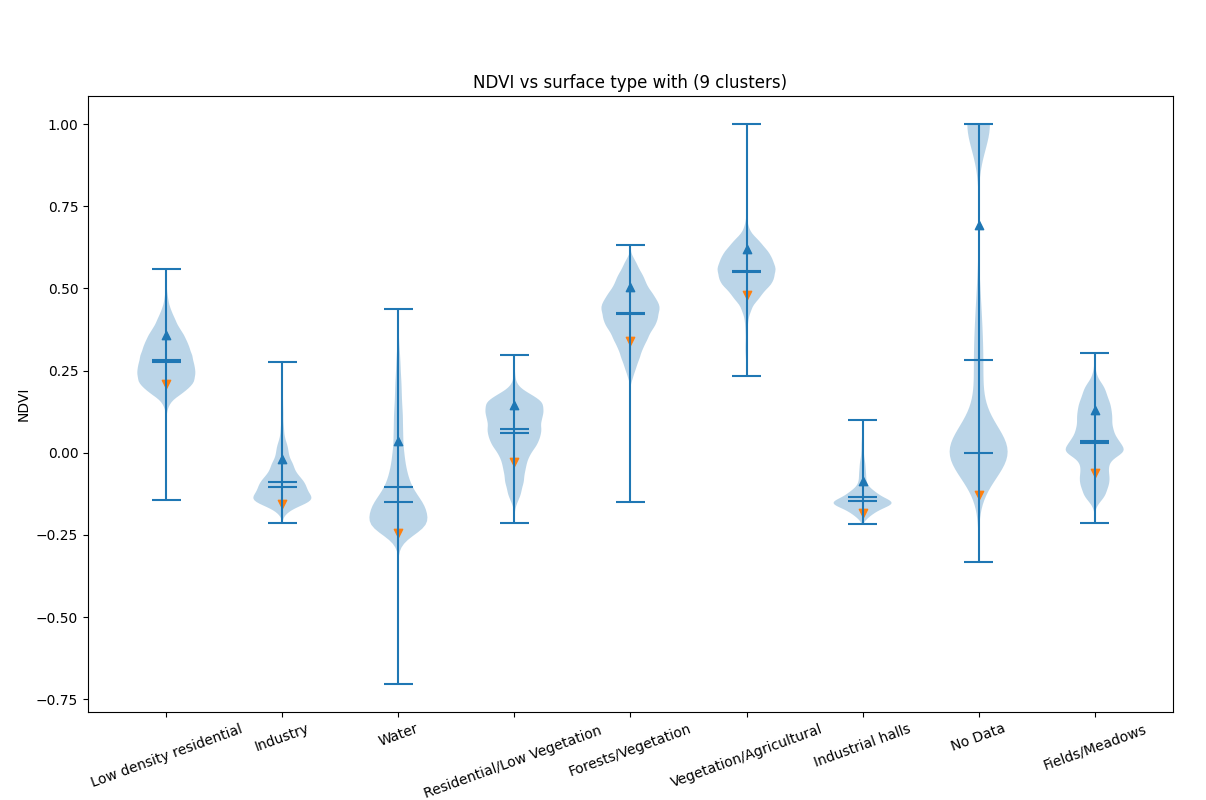 NDVI vs surface type with (9 clusters)
1.00
0.75
0.50
0.25
0.00
−0.25
−0.50
−0.75
NDVI
Low density residential
Industry
Water
Residential/Low Vegetation
Forests/Vegetation
Vegetation/Agricultural
Industrial halls
No Data
Fields/Meadows